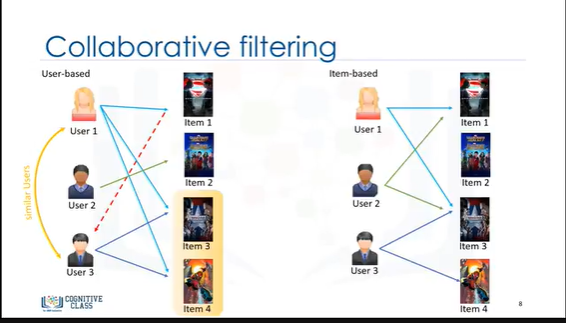 Collaborative filtering
User-based
User 1
User 2
User 3
similar Users
Item 1
Item 2
Item 3
Item 4
Item-based
User 1
User 2
User 3
Item 1
Item 2
Item 3
Item 4
COGNITIVE
CLASS
8